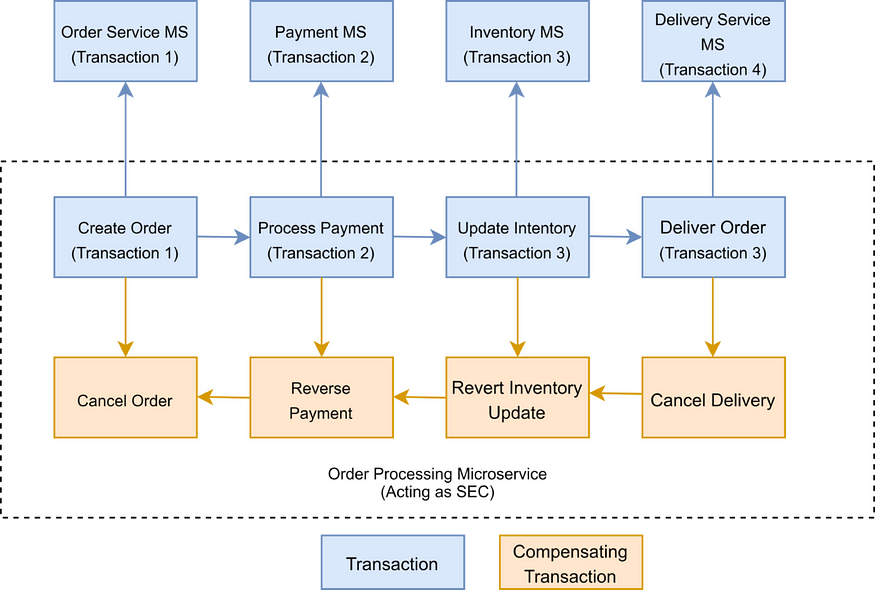 Order Service MS
(Transaction 1)
Payment MS
(Transaction 2)
Inventory MS
(Transaction 3)
Delivery Service
MS
(Transaction 4)
Create Order
(Transaction 1)
Process Payment
(Transaction 2)
Update Intentory
(Transaction 3)
Deliver Order
(Transaction 3)
Cancel Order
Reverse
Payment
Revert Inventory
Update
Cancel Delivery
Order Processing Microservice
(Acting as SEC)
Transaction
Compensating
Transaction